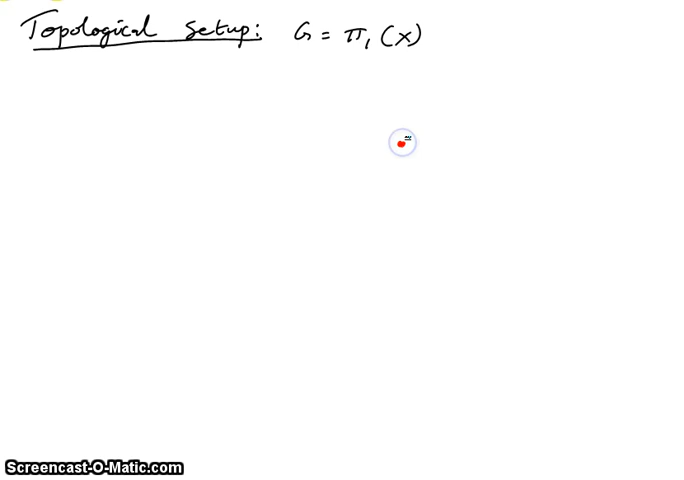 Topological Setup: G = π₁ (X)
Screencast-O-Matic.com